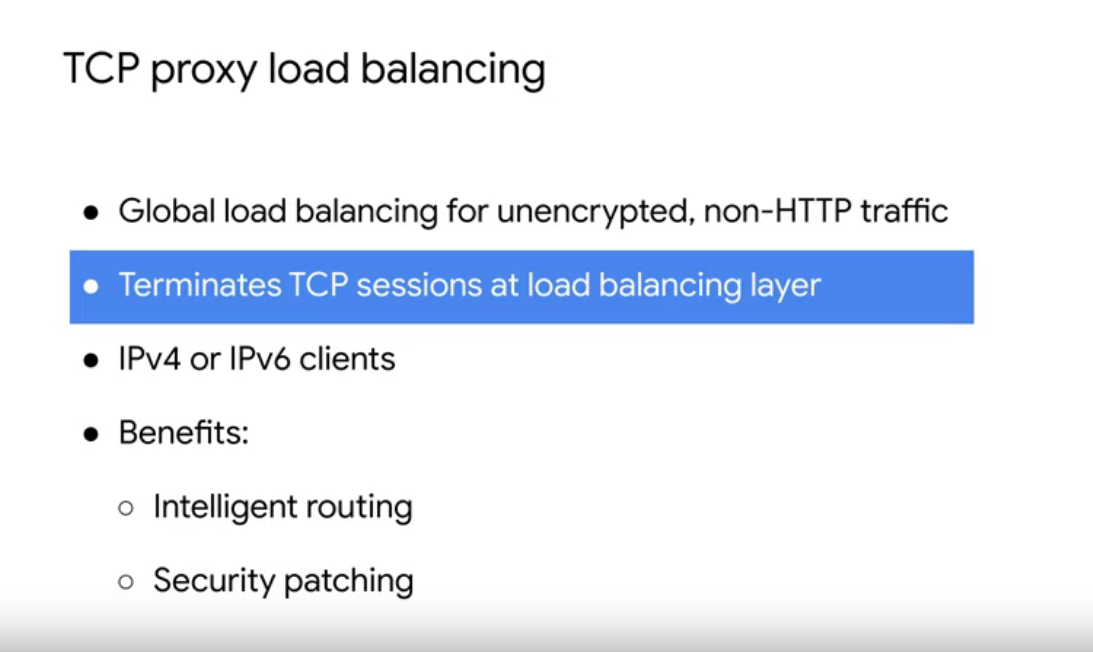 TCP proxy load balancing
● Global load balancing for unencrypted, non-HTTP traffic
● Terminates TCP sessions at load balancing layer
● IPv4 or IPv6 clients
● Benefits:
○ Intelligent routing
○ Security patching